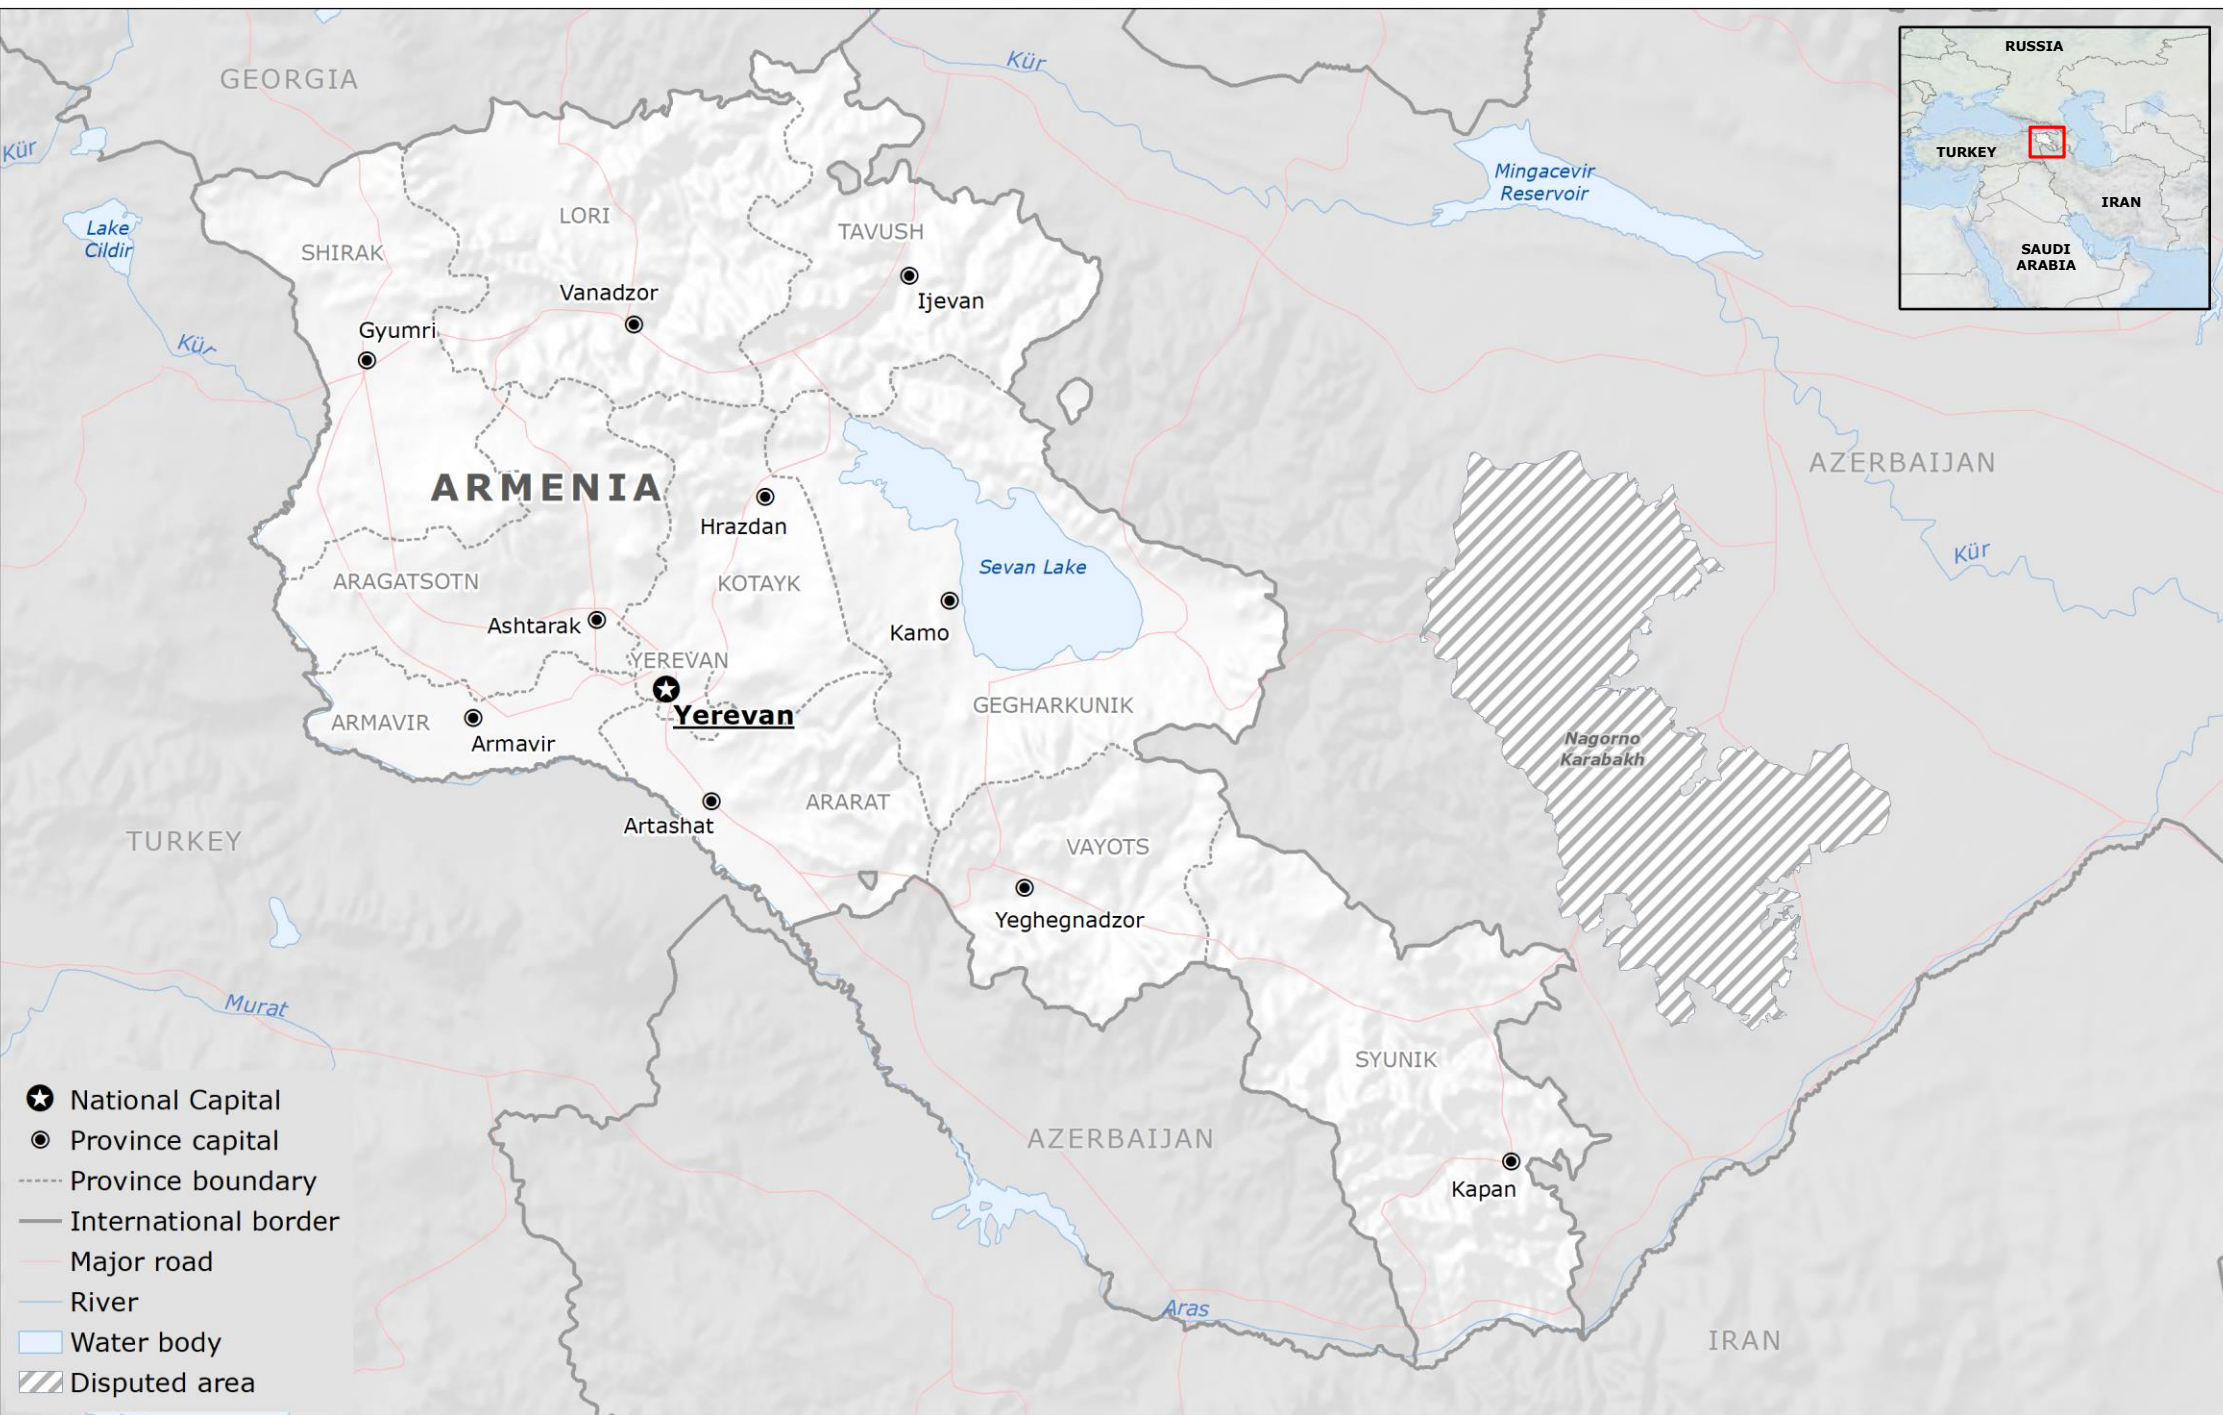 GEORGIA
Kür
Kür
Lake
Cildir
Kür
SHIRAK
LORI
TAVUSH
Vanadzor
Ijevan
Gyumri
Mingacevir
Reservoir
RUSSIA
TURKEY
IRAN
SAUDI
ARABIA
AZERBAIJAN
Kür
ARMENIA
Hrazdan
Sevan Lake
ARAGATSOTN
KOTAYK
Ashtarak
Kamo
YEREVAN
Yerevan
GEGHARKUNIK
ARMAVIR
Armavir
Nagorno
Karabakh
ARARAT
Artashat
TURKEY
VAYOTS
Yeghegnadzor
Murat
SYUNIK
AZERBAIJAN
Kapan
Aras
IRAN
National Capital
Province capital
Province boundary
International border
Major road
River
Water body
Disputed area